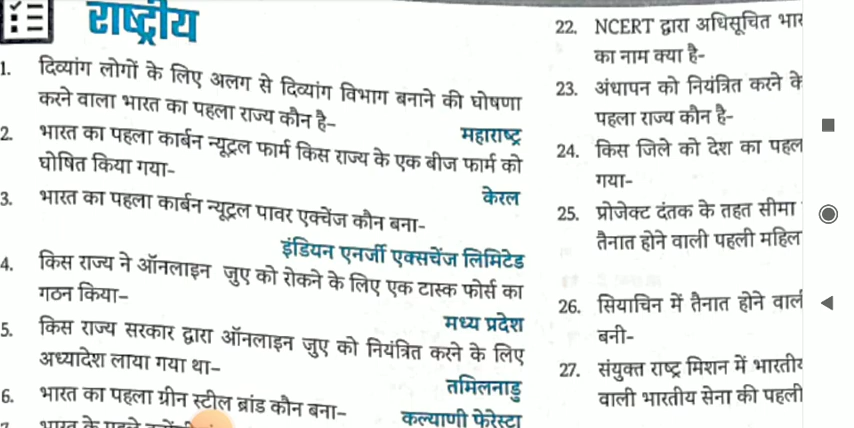 राष्ट्रीय
1. दिव्यांग लोगों के लिए अलग से दिव्यांग विभाग बनाने की घोषणा
करने वाला भारत का पहला राज्य कौन है-
महाराष्ट्र
2. भारत का पहला कार्बन न्यूट्रल फार्म किस राज्य के एक बीज फार्म को
घोषित किया गया-
केरल
3. भारत का पहला कार्बन न्यूट्रल पावर एक्चेंज कौन बना-
इंडियन एनर्जी एक्सचेंज लिमिटेड
4. किस राज्य ने ऑनलाइन जुए को रोकने के लिए एक टास्क फोर्स का
गठन किया-
मध्य प्रदेश
5. किस राज्य सरकार द्वारा ऑनलाइन जुए को नियंत्रित करने के लिए
अध्यादेश लाया गया था-
तमिलनाडु
6. भारत का पहला ग्रीन स्टील ब्रांड कौन बना-
कल्याणी फेरेस्टा
भारत के पहले
22. NCERT द्वारा अधिसूचित
का नाम क्या है-
23. अंधापन को नियंत्रित करने के
पहला राज्य कौन है-
24. किस जिले को देश का
गया-
25. प्रोजेक्ट दंतक के तहत सीमा
तैनात होने वाली पहली
26. सियाचिन में तैनात होने
बनी-
27. संयुक्त राष्ट्र मिशन में
वाली भारतीय सेना की पहली